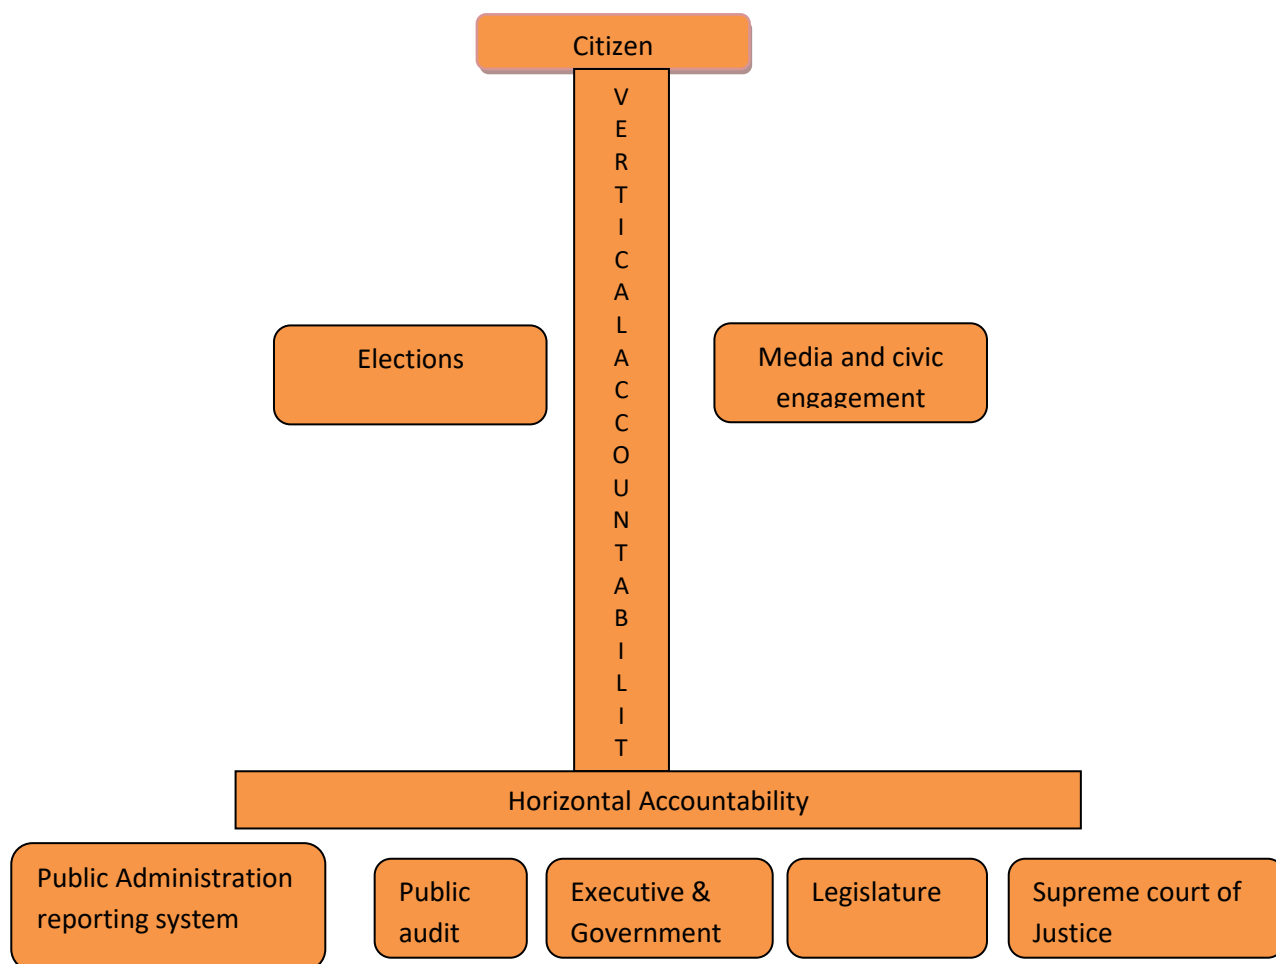 Citizen
V
E
R
T
I
C
A
L
A
C
C
O
U
N
T
A
B
I
L
I
T
Elections
Media and civic
engagement
Horizontal Accountability
Public Administration
reporting system
Public
audit
Executive &
Government
Legislature
Supreme court of
Justice